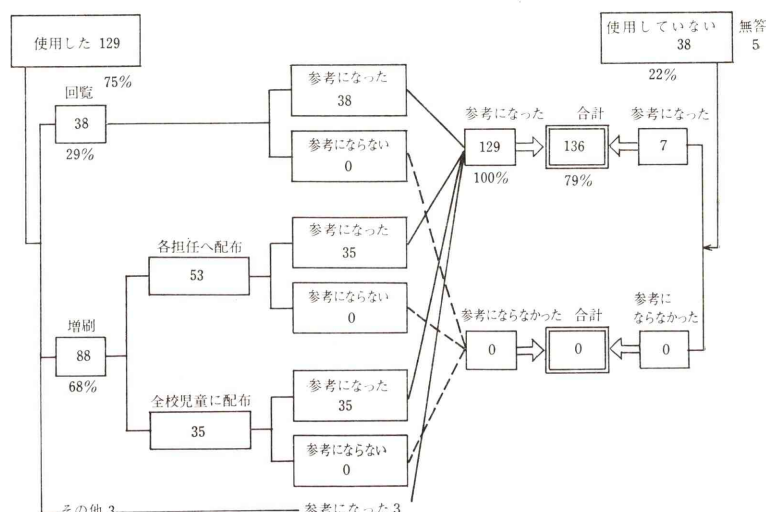 使用した 129
75%
回覧
38
29%
増刷
88
68%
各担任へ配布
53
全校児童に配布
35
その他 3
参考になった
38
参考にならない
0
参考になった
35
参考にならない
0
参考になった
35
参考にならない
0
参考になった 3
参考になった
129
100%
合計
136
79%
参考になった
7
参考にならなかった
0
合計
0
参考に
ならなかった
0
使用していない
38
22%
無答
5